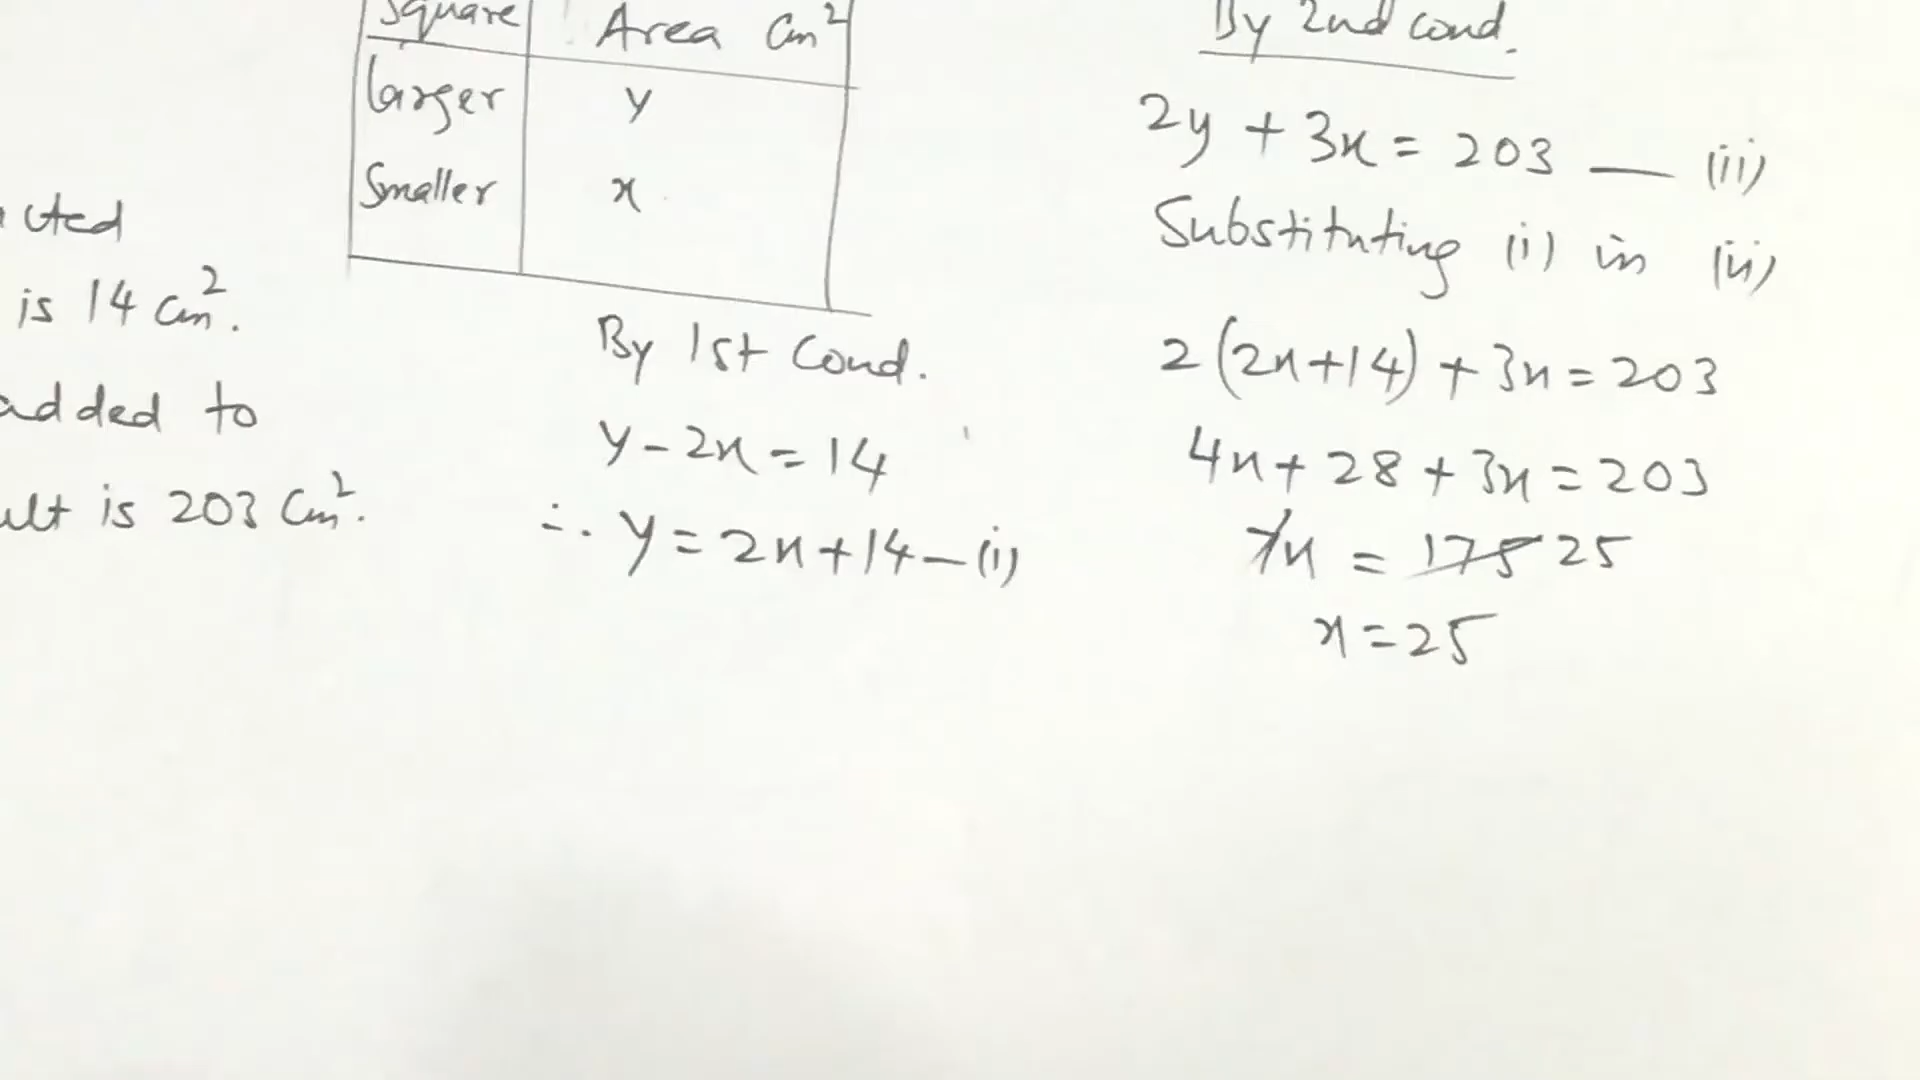 Square Area Cm²
larger y
Smaller x
is 14 Cm².
added to
is 203 Cm².
By 1st Cond.
y - 2x = 14
∴ y = 2x + 14 — (i)
By 2nd cond.
2y + 3x = 203 — (ii)
Substituting (i) in (ii)
2(2x+14) + 3x = 203
4x + 28 + 3x = 203
7x = 175 25
x = 25